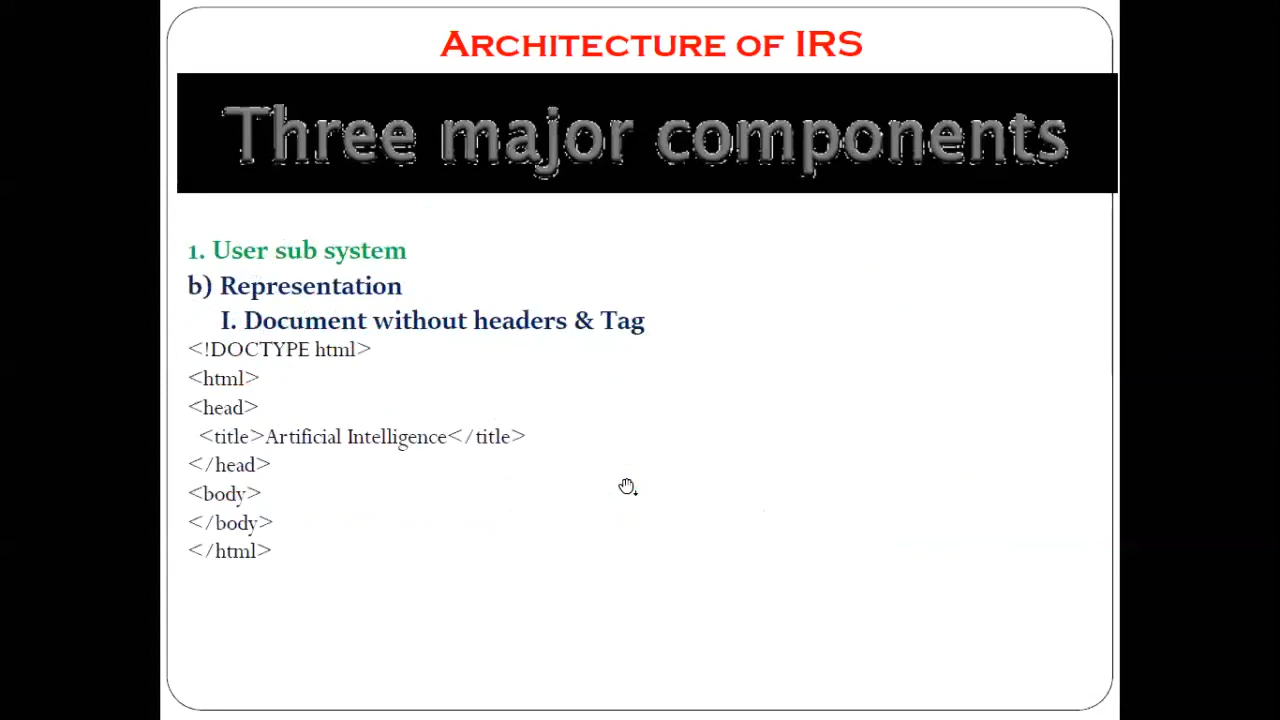 ARCHITECTURE OF IRS
Three major components
1. User sub system
b) Representation
I. Document without headers & Tag
<!DOCTYPE html>
<html>
<head>
<title>Artificial Intelligence</title>
</head>
<body>
</body>
</html>